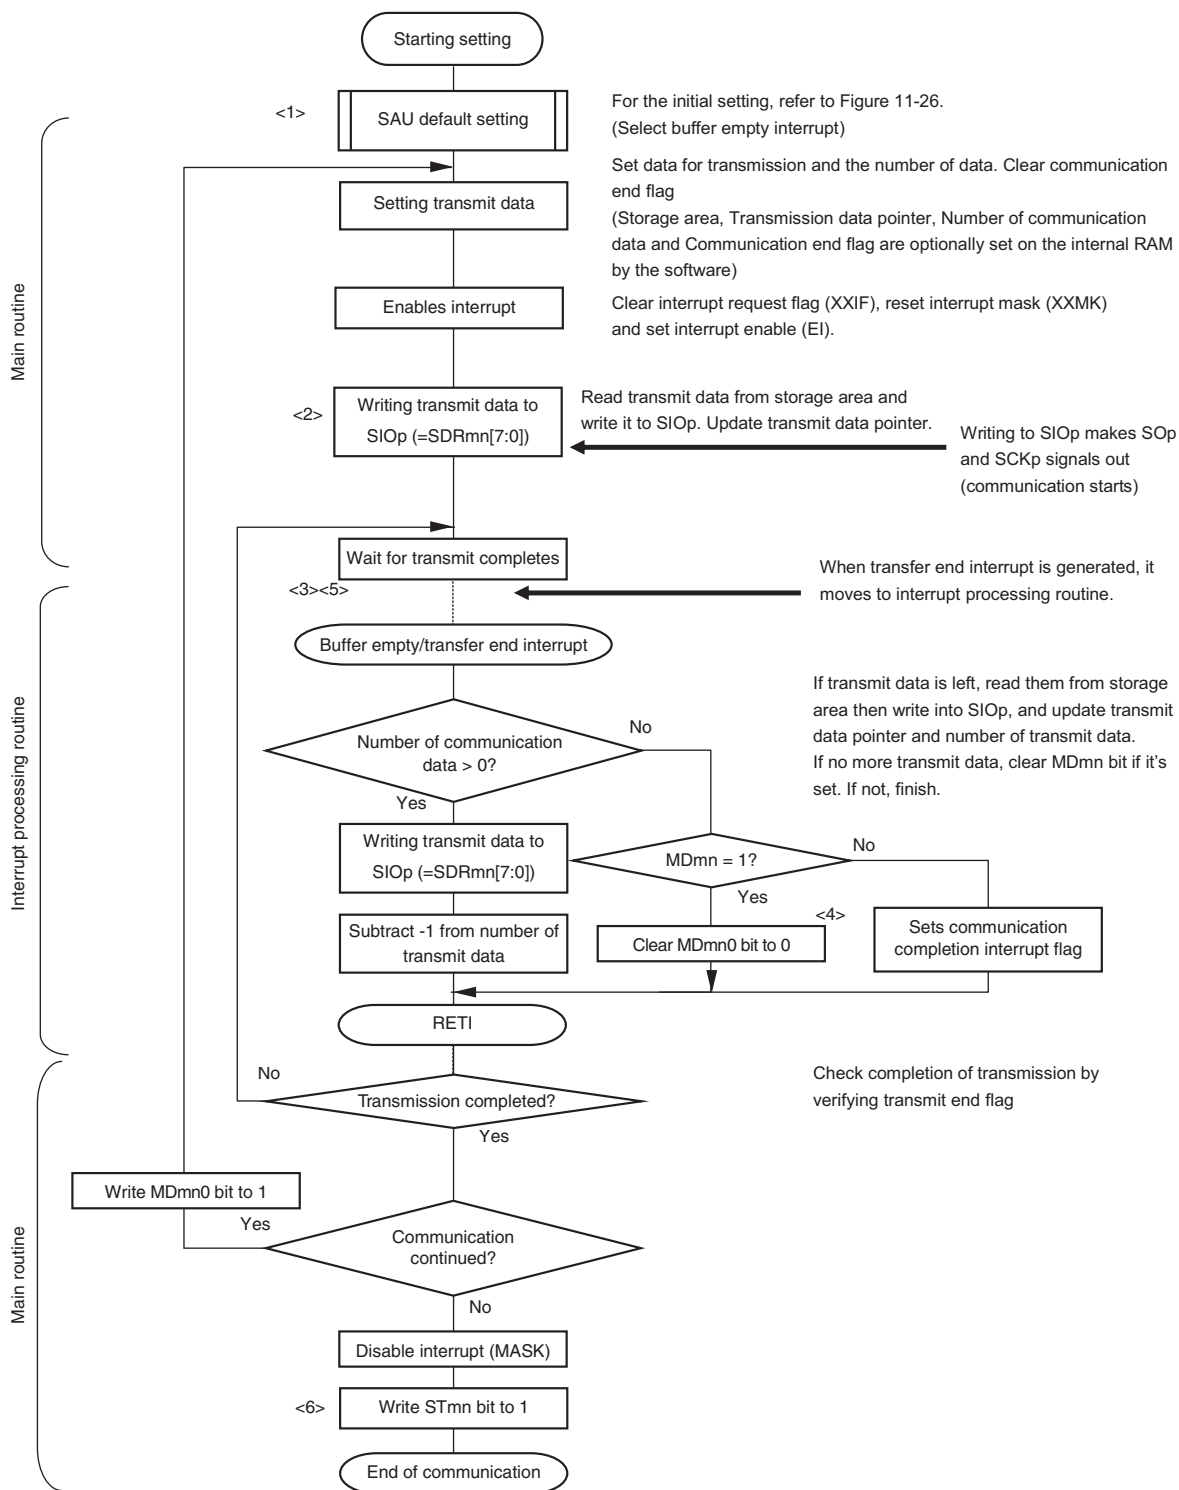 Starting setting
<1>
SAU default setting
For the initial setting, refer to Figure 11-26.
(Select buffer empty interrupt)
Setting transmit data
Set data for transmission and the number of data. Clear communication
end flag
(Storage area, Transmission data pointer, Number of communication
data and Communication end flag are optionally set on the internal RAM
by the software)
Main routine
Enables interrupt
Clear interrupt request flag (XXIF), reset interrupt mask (XXMK)
and set interrupt enable (EI).
<2>
Writing transmit data to
SIOp (=SDRmn[7:0])
Read transmit data from storage area and
write it to SIOp. Update transmit data pointer.
Writing to SIOp makes SOp
and SCKp signals out
(communication starts)
Wait for transmit completes
<3><5>
When transfer end interrupt is generated, it
moves to interrupt processing routine.
Buffer empty/transfer end interrupt
Interrupt processing routine
If transmit data is left, read them from storage
area then write into SIOp, and update transmit
data pointer and number of transmit data.
If no more transmit data, clear MDmn bit if it's
set. If not, finish.
Number of communication
data > 0?
No
Yes
Writing transmit data to
SIOp (=SDRmn[7:0])
MDmn = 1?
No
Yes
<4>
Subtract -1 from number of
transmit data
Clear MDmn0 bit to 0
Sets communication
completion interrupt flag
RETI
No
Transmission completed?
Yes
Check completion of transmission by
verifying transmit end flag
Main routine
Write MDmn0 bit to 1
Yes
Communication
continued?
No
Disable interrupt (MASK)
<6>
Write STmn bit to 1
End of communication